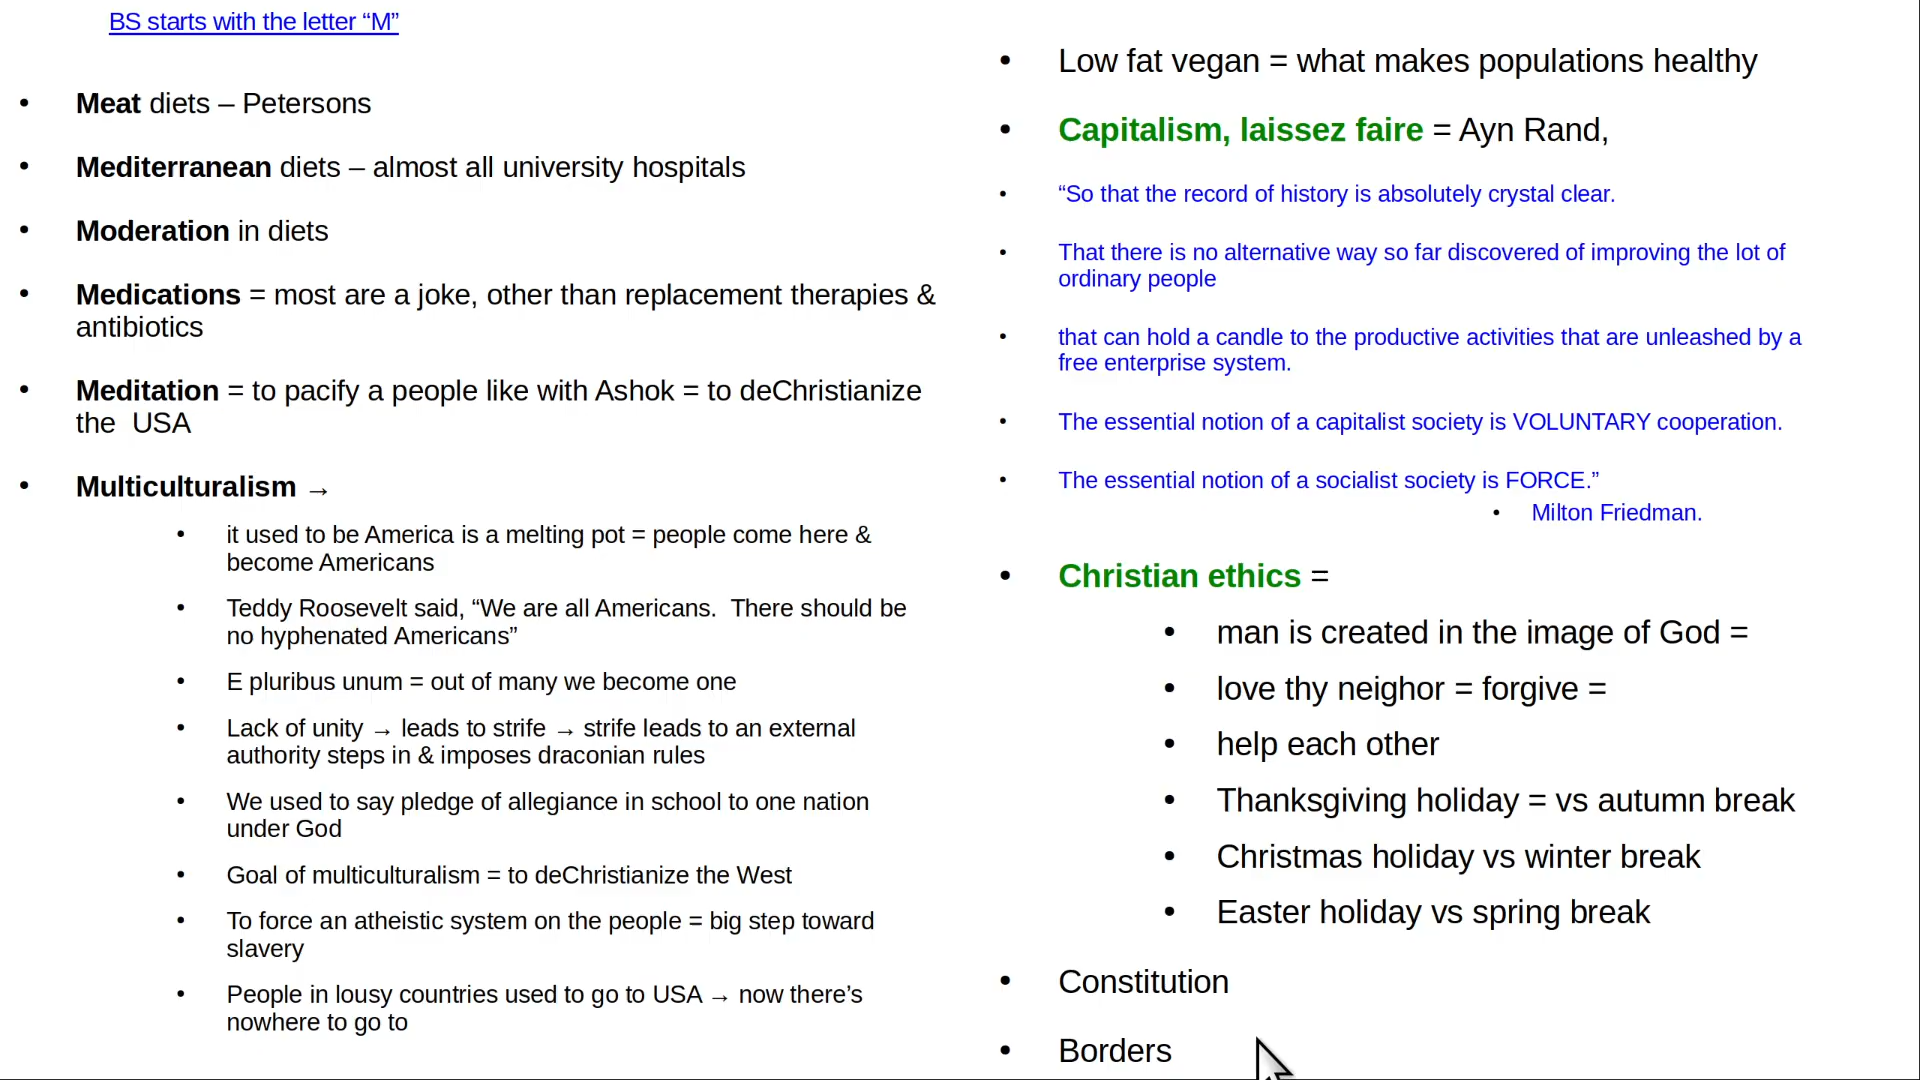 BS starts with the letter “M”
• Meat diets – Petersons
• Mediterranean diets – almost all university hospitals
• Moderation in diets
• Medications = most are a joke, other than replacement therapies &
antibiotics
• Meditation = to pacify a people like with Ashok = to deChristianize
the  USA
• Multiculturalism →
• it used to be America is a melting pot = people come here &
become Americans
• Teddy Roosevelt said, “We are all Americans.  There should be
no hyphenated Americans”
• E pluribus unum = out of many we become one
• Lack of unity → leads to strife → strife leads to an external
authority steps in & imposes draconian rules
• We used to say pledge of allegiance in school to one nation
under God
• Goal of multiculturalism = to deChristianize the West
• To force an atheistic system on the people = big step toward
slavery
• People in lousy countries used to go to USA → now there’s
nowhere to go to
• Low fat vegan = what makes populations healthy
• Capitalism, laissez faire = Ayn Rand,
• “So that the record of history is absolutely crystal clear.
• That there is no alternative way so far discovered of improving the lot of
ordinary people
• that can hold a candle to the productive activities that are unleashed by a
free enterprise system.
• The essential notion of a capitalist society is VOLUNTARY cooperation.
• The essential notion of a socialist society is FORCE.”
• Milton Friedman.
• Christian ethics =
• man is created in the image of God =
• love thy neighor = forgive =
• help each other
• Thanksgiving holiday = vs autumn break
• Christmas holiday vs winter break
• Easter holiday vs spring break
• Constitution
• Borders